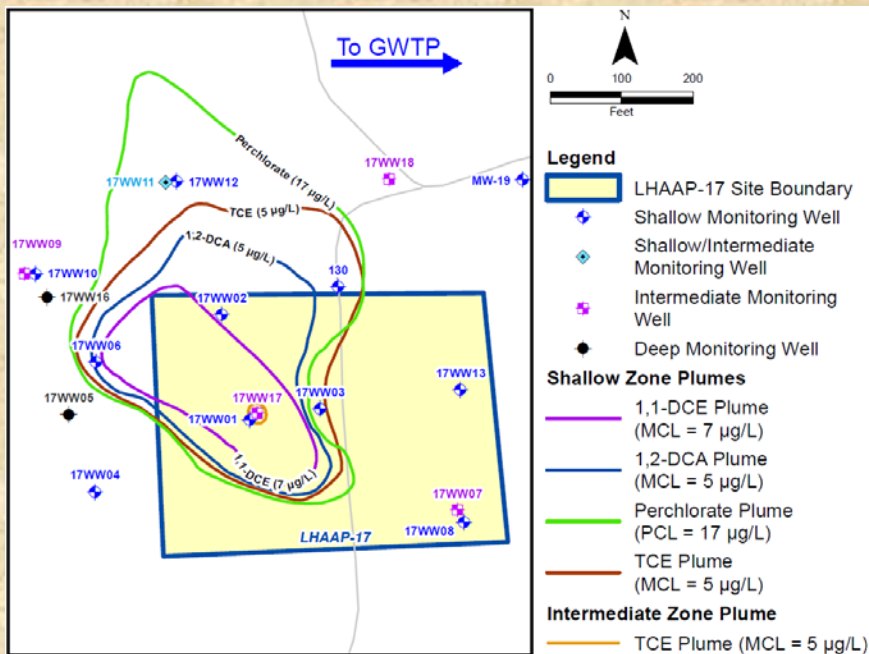 To GWTP
N
0 100 200
Feet
Perchlorate (17 µg/L)
17WW18
17WW11
17WW12
MW-19
TCE (5 µg/L)
1,2-DCA (5 µg/L)
17WW09
17WW10
130
17WW16
17WW02
17WW06
17WW13
17WW17
17WW03
17WW05
17WW01
1,1-DCE (7 µg/L)
17WW04
17WW07
17WW08
LHAAP-17
Legend
LHAAP-17 Site Boundary
Shallow Monitoring Well
Shallow/Intermediate
Monitoring Well
Intermediate Monitoring
Well
Deep Monitoring Well
Shallow Zone Plumes
1,1-DCE Plume
(MCL = 7 µg/L)
1,2-DCA Plume
(MCL = 5 µg/L)
Perchlorate Plume
(PCL = 17 µg/L)
TCE Plume
(MCL = 5 µg/L)
Intermediate Zone Plume
TCE Plume (MCL = 5 µg/L)